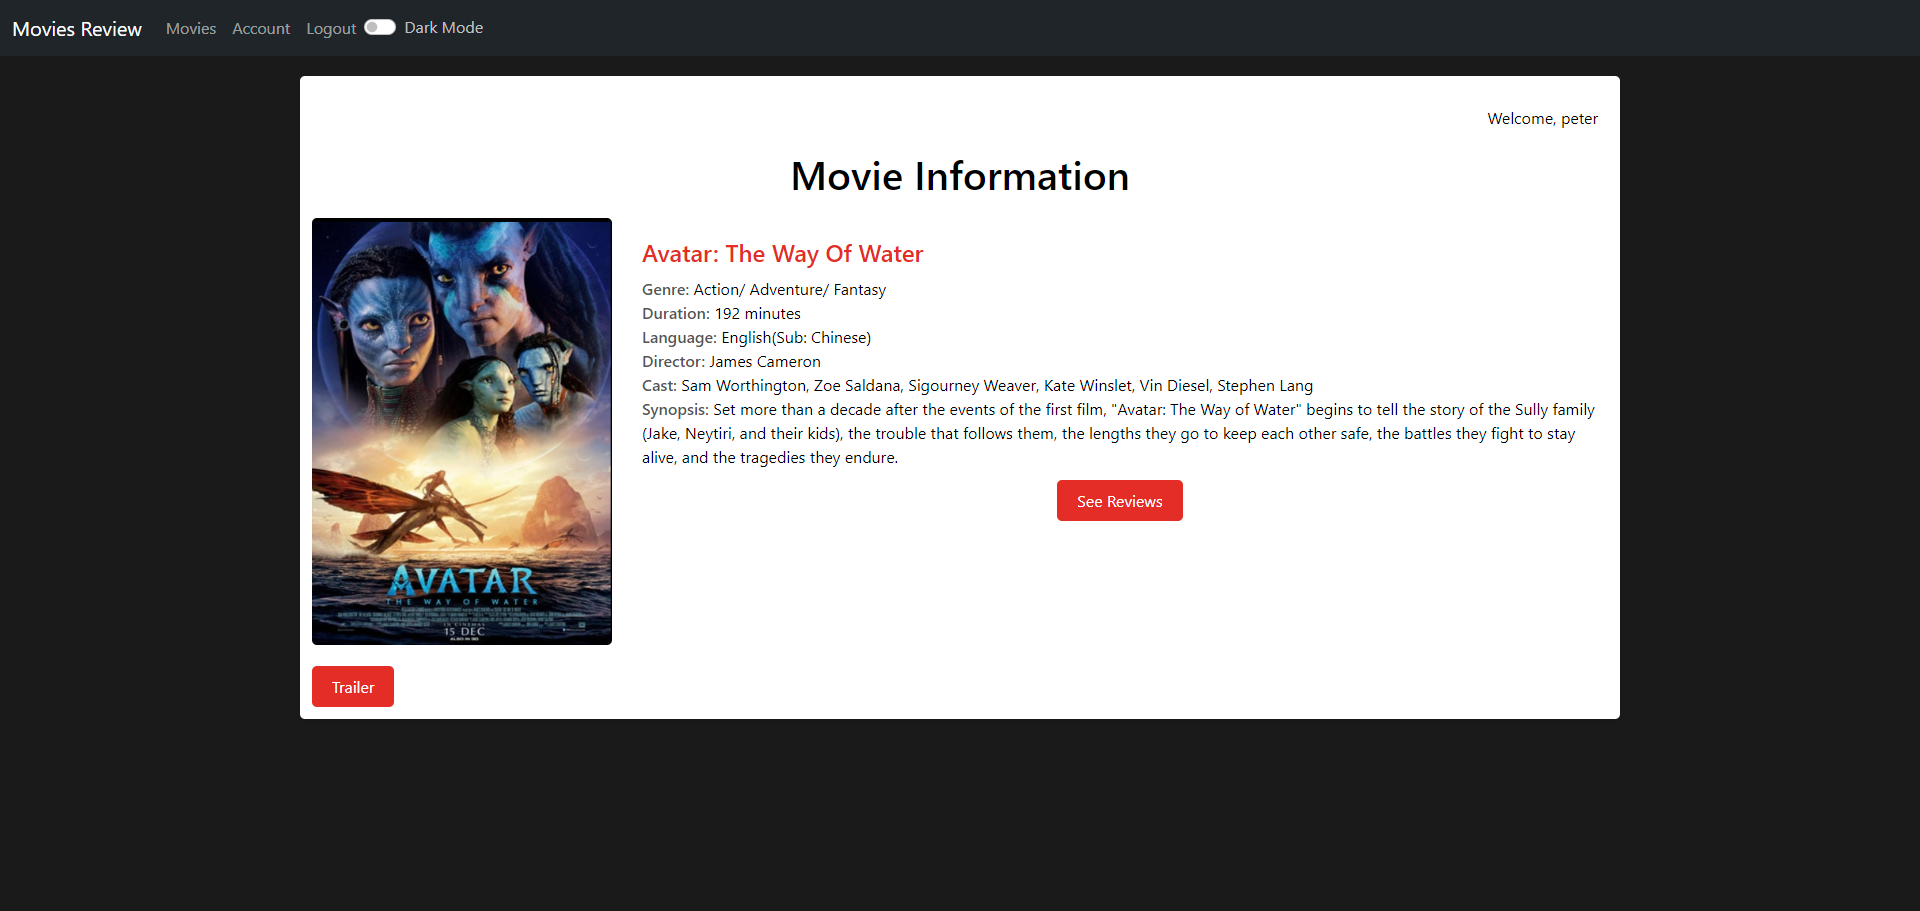 Movies Review Movies Account Logout Dark Mode
Welcome, peter
Movie Information
Avatar: The Way Of Water
Genre: Action/ Adventure/ Fantasy
Duration: 192 minutes
Language: English(Sub: Chinese)
Director: James Cameron
Cast: Sam Worthington, Zoe Saldana, Sigourney Weaver, Kate Winslet, Vin Diesel, Stephen Lang
Synopsis: Set more than a decade after the events of the first film, "Avatar: The Way of Water" begins to tell the story of the Sully family
(Jake, Neytiri, and their kids), the trouble that follows them, the lengths they go to keep each other safe, the battles they fight to stay
alive, and the tragedies they endure.
See Reviews
AVATAR
THE WAY OF WATER
IN CINEMAS
15 DEC
ALSO IN 3D
Trailer